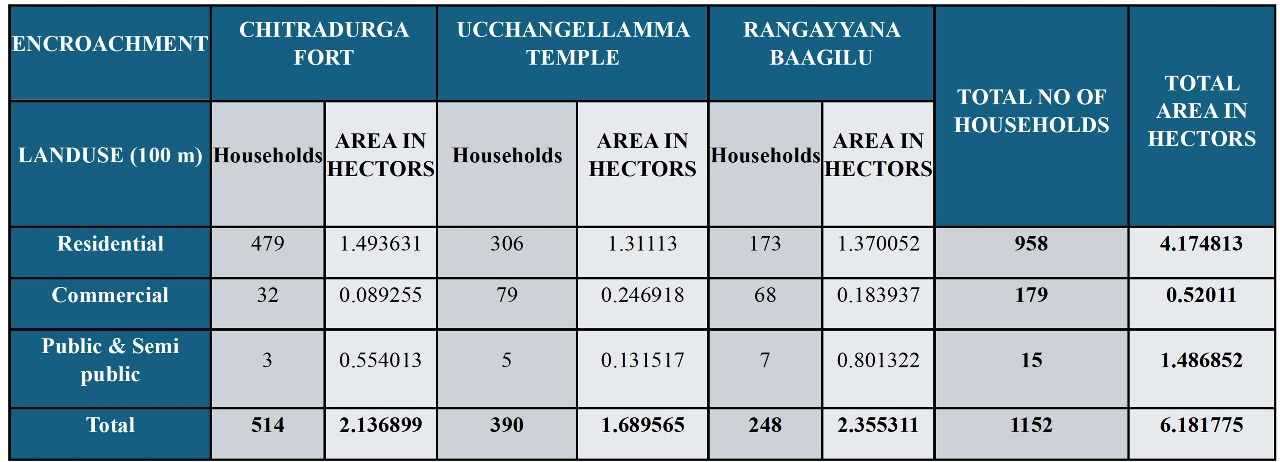 ENCROACHMENT CHITRADURGA FORT UCCHANGELLAMMA TEMPLE RANGAYYANA BAAGILU TOTAL NO OF HOUSEHOLDS TOTAL AREA IN HECTORS
LANDUSE (100 m) Households AREA IN HECTORS Households AREA IN HECTORS Households AREA IN HECTORS
Residential 479 1.493631 306 1.31113 173 1.370052 958 4.174813
Commercial 32 0.089255 79 0.246918 68 0.183937 179 0.52011
Public & Semi public 3 0.554013 5 0.131517 7 0.801322 15 1.486852
Total 514 2.136899 390 1.689565 248 2.355311 1152 6.181775